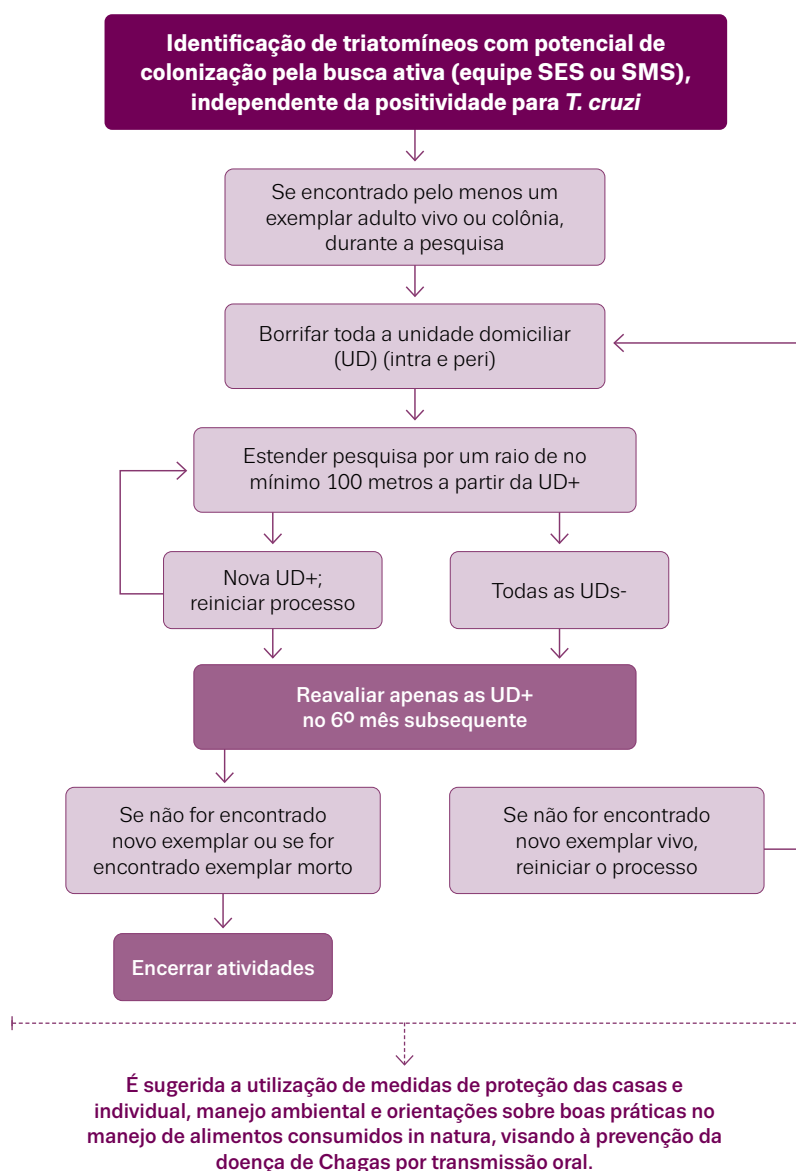 Identificação de triatomíneos com potencial de
colonização pela busca ativa (equipe SES ou SMS),
independente da positividade para T. cruzi
Se encontrado pelo menos um
exemplar adulto vivo ou colônia,
durante a pesquisa
Borrifar toda a unidade domiciliar
(UD) (intra e peri)
Estender pesquisa por um raio de no
mínimo 100 metros a partir da UD+
Nova UD+;
reiniciar processo
Todas as UDs-
Reavaliar apenas as UD+
no 6º mês subsequente
Se não for encontrado
novo exemplar ou se for
encontrado exemplar morto
Se não for encontrado
novo exemplar vivo,
reiniciar o processo
Encerrar atividades
É sugerida a utilização de medidas de proteção das casas e
individual, manejo ambiental e orientações sobre boas práticas no
manejo de alimentos consumidos in natura, visando à prevenção da
doença de Chagas por transmissão oral.